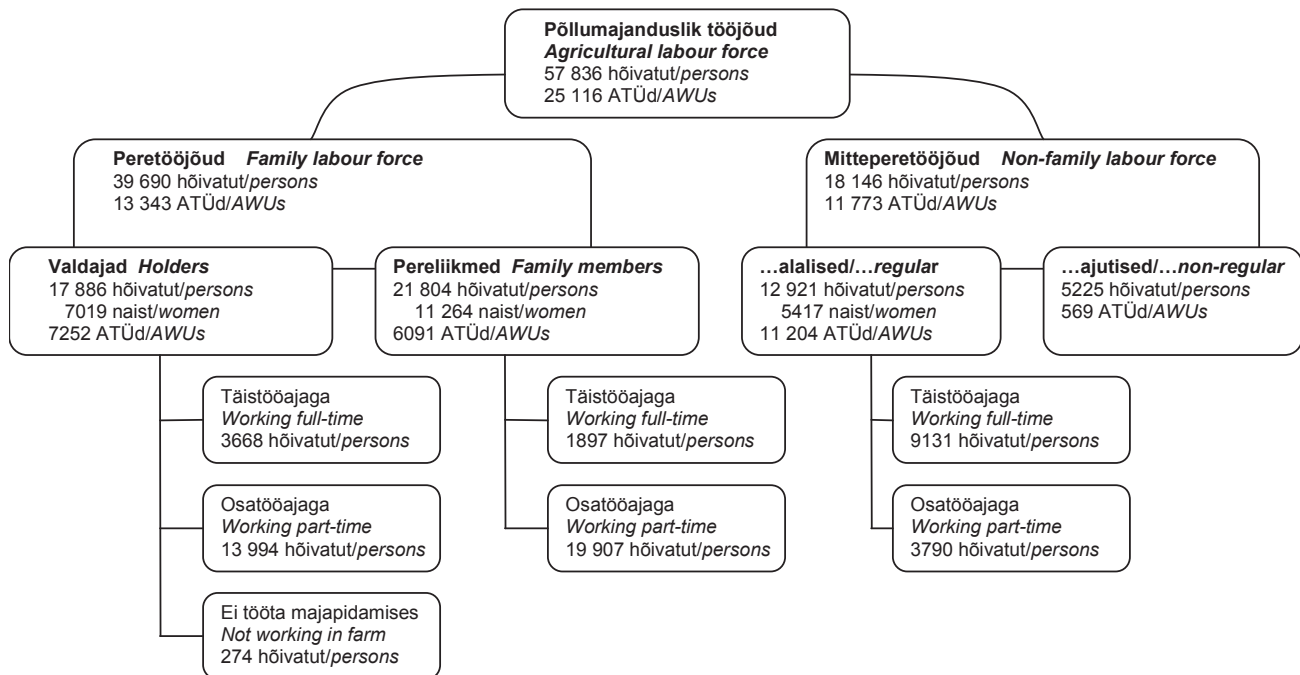 Põllumajanduslik tööjõud
Agricultural labour force
57 836 hõivatut/persons
25 116 ATÜd/AWUs
Peretööjõud Family labour force
39 690 hõivatut/persons
13 343 ATÜd/AWUs
Mitteperetööjõud Non-family labour force
18 146 hõivatut/persons
11 773 ATÜd/AWUs
Valdajad Holders
17 886 hõivatut/persons
7019 naist/women
7252 ATÜd/AWUs
Pereliikmed Family members
21 804 hõivatut/persons
11 264 naist/women
6091 ATÜd/AWUs
…alalised/…regular
12 921 hõivatut/persons
5417 naist/women
11 204 ATÜd/AWUs
…ajutised/…non-regular
5225 hõivatut/persons
569 ATÜd/AWUs
Täistööajaga
Working full-time
3668 hõivatut/persons
Täistööajaga
Working full-time
1897 hõivatut/persons
Täistööajaga
Working full-time
9131 hõivatut/persons
Osatööajaga
Working part-time
13 994 hõivatut/persons
Osatööajaga
Working part-time
19 907 hõivatut/persons
Osatööajaga
Working part-time
3790 hõivatut/persons
Ei tööta majapidamises
Not working in farm
274 hõivatut/persons